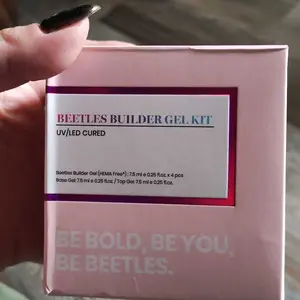 BEETLES BUILDER GEL KIT
UV/LED CURED
Beetles Builder Gel (HEMA Free*): 7.5 ml e 0.25 fl.oz. x 4 pcs
Base Gel: 7.5 ml e 0.25 fl.oz. / Top Gel: 7.5 ml e 0.25 fl.oz.
BE BOLD, BE YOU,
BE BEETLES.